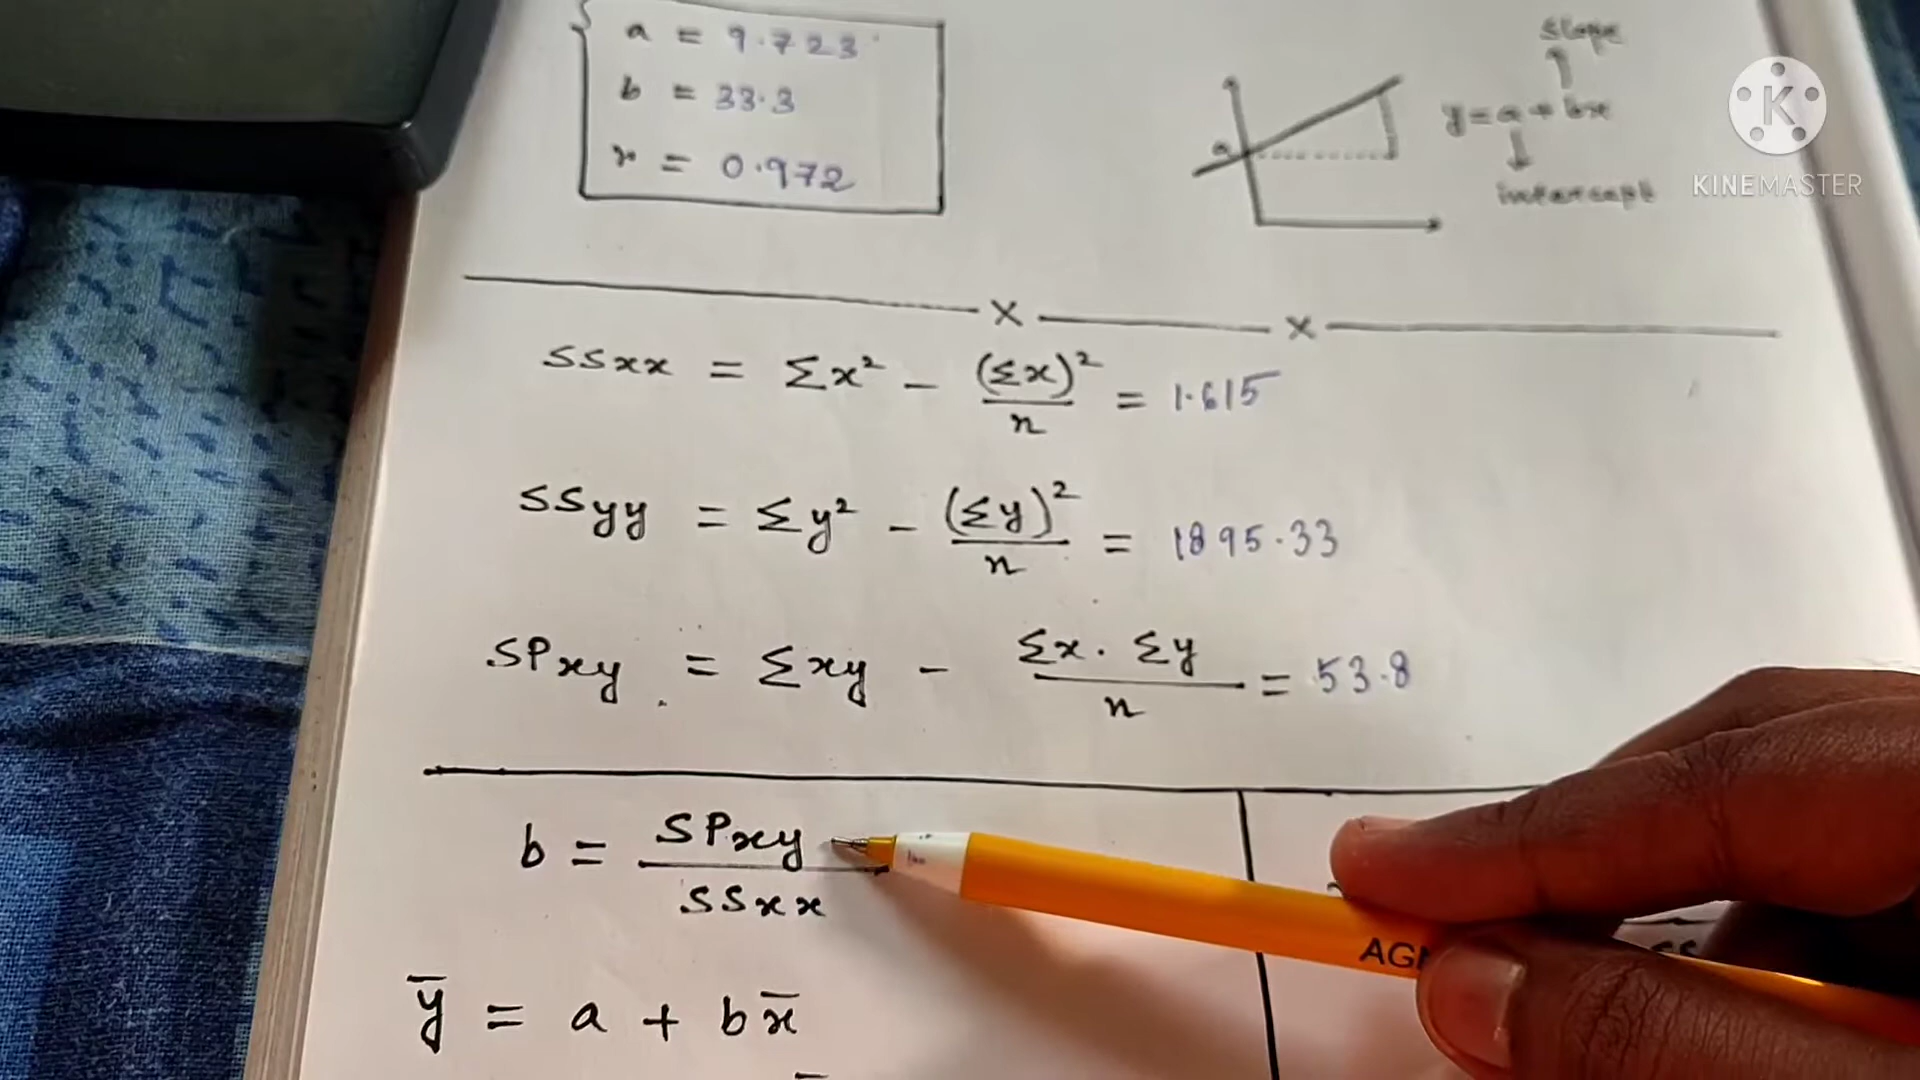 a = 9.723
b = 33.3
r = 0.972
slope
y = a + bx
a
intercept
KINEMASTER
x x
SSxx = Σx² - (Σx)²/n = 1.615
SSyy = Σy² - (Σy)²/n = 1895.33
SPxy = Σxy - Σx. Σy/n = 53.8
b = SPxy/SSxx
AG
ȳ = a + bx̄